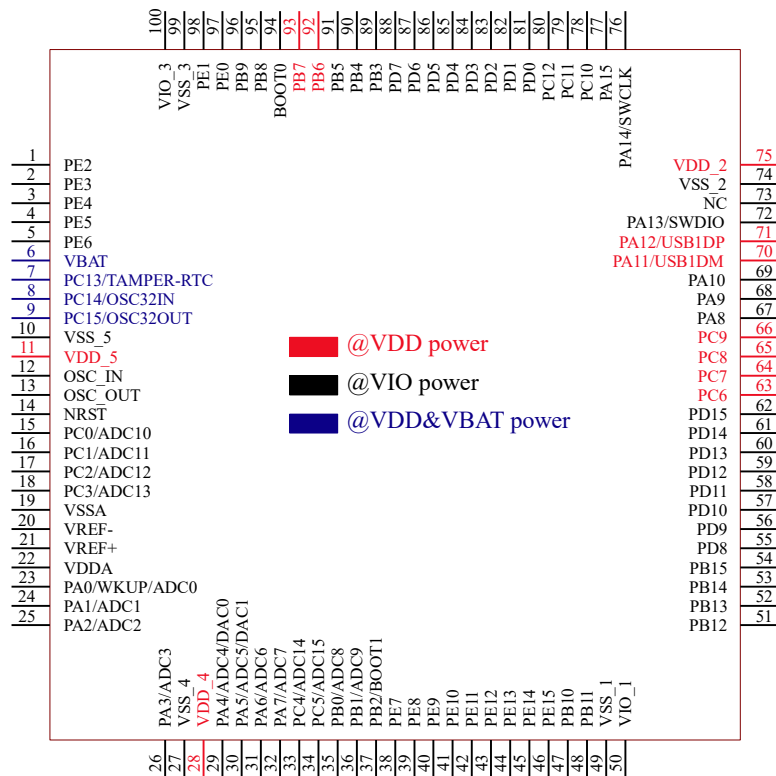 100 VIO_3
99 VSS_3
98 PE1
97 PE0
96 PB9
95 PB8
94 BOOT0
93 PB7
92 PB6
91 PB5
90 PB4
89 PB3
88 PD7
87 PD6
86 PD5
85 PD4
84 PD3
83 PD2
82 PD1
81 PD0
80 PC12
79 PC11
78 PC10
77 PA15
76 PA14/SWCLK
1 PE2
2 PE3
3 PE4
4 PE5
5 PE6
6 VBAT
7 PC13/TAMPER-RTC
8 PC14/OSC32IN
9 PC15/OSC32OUT
10 VSS_5
11 VDD_5
12 OSC_IN
13 OSC_OUT
14 NRST
15 PC0/ADC10
16 PC1/ADC11
17 PC2/ADC12
18 PC3/ADC13
19 VSSA
20 VREF-
21 VREF+
22 VDDA
23 PA0/WKUP/ADC0
24 PA1/ADC1
25 PA2/ADC2
@VDD power
@VIO power
@VDD&VBAT power
VDD_2 75
VSS_2 74
NC 73
PA13/SWDIO 72
PA12/USB1DP 71
PA11/USB1DM 70
PA10 69
PA9 68
PA8 67
PC9 66
PC8 65
PC7 64
PC6 63
PD15 62
PD14 61
PD13 60
PD12 59
PD11 58
PD10 57
PD9 56
PD8 55
PB15 54
PB14 53
PB13 52
PB12 51
26 PA3/ADC3
27 VSS_4
28 VDD_4
29 PA4/ADC4/DAC0
30 PA5/ADC5/DAC1
31 PA6/ADC6
32 PA7/ADC7
33 PC4/ADC14
34 PC5/ADC15
35 PB0/ADC8
36 PB1/ADC9
37 PB2/BOOT1
38 PE7
39 PE8
40 PE9
41 PE10
42 PE11
43 PE12
44 PE13
45 PE14
46 PE15
47 PB10
48 PB11
49 VSS_1
50 VIO_1